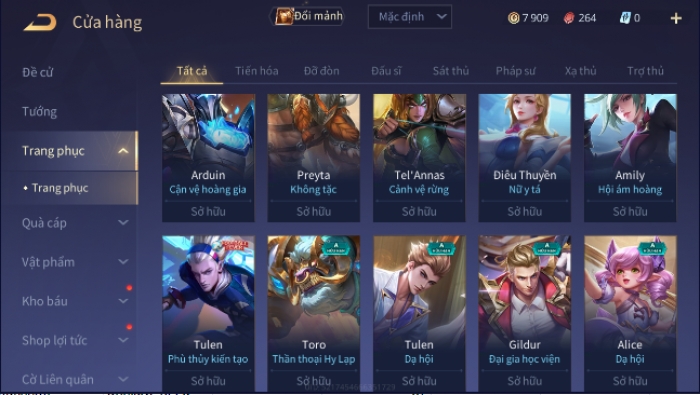 Cửa hàng
Đổi mảnh
Mặc định
7 909
264
0
Đề cử
Tướng
Trang phục
Trang phục
Quà cáp
Vật phẩm
Kho báu
Shop lợi tức
Cờ Liên quân
Tất cả Tiến hóa Đỡ đòn Đấu sĩ Sát thủ Pháp sư Xạ thủ Trợ thủ
Arduin
Cận vệ hoàng gia
Sở hữu
Preyta
Không tặc
Sở hữu
Tel'Annas
Cảnh vệ rừng
Sở hữu
Điêu Thuyền
Nữ y tá
Sở hữu
Amily
Hội ám hoàng
Sở hữu
Tulen
Phù thủy kiến tạo
Sở hữu
Toro
Thần thoại Hy Lạp
Sở hữu
Tulen
Dạ hội
Sở hữu
Gildur
Đại gia học viện
Sở hữu
Alice
Dạ hội
Sở hữu